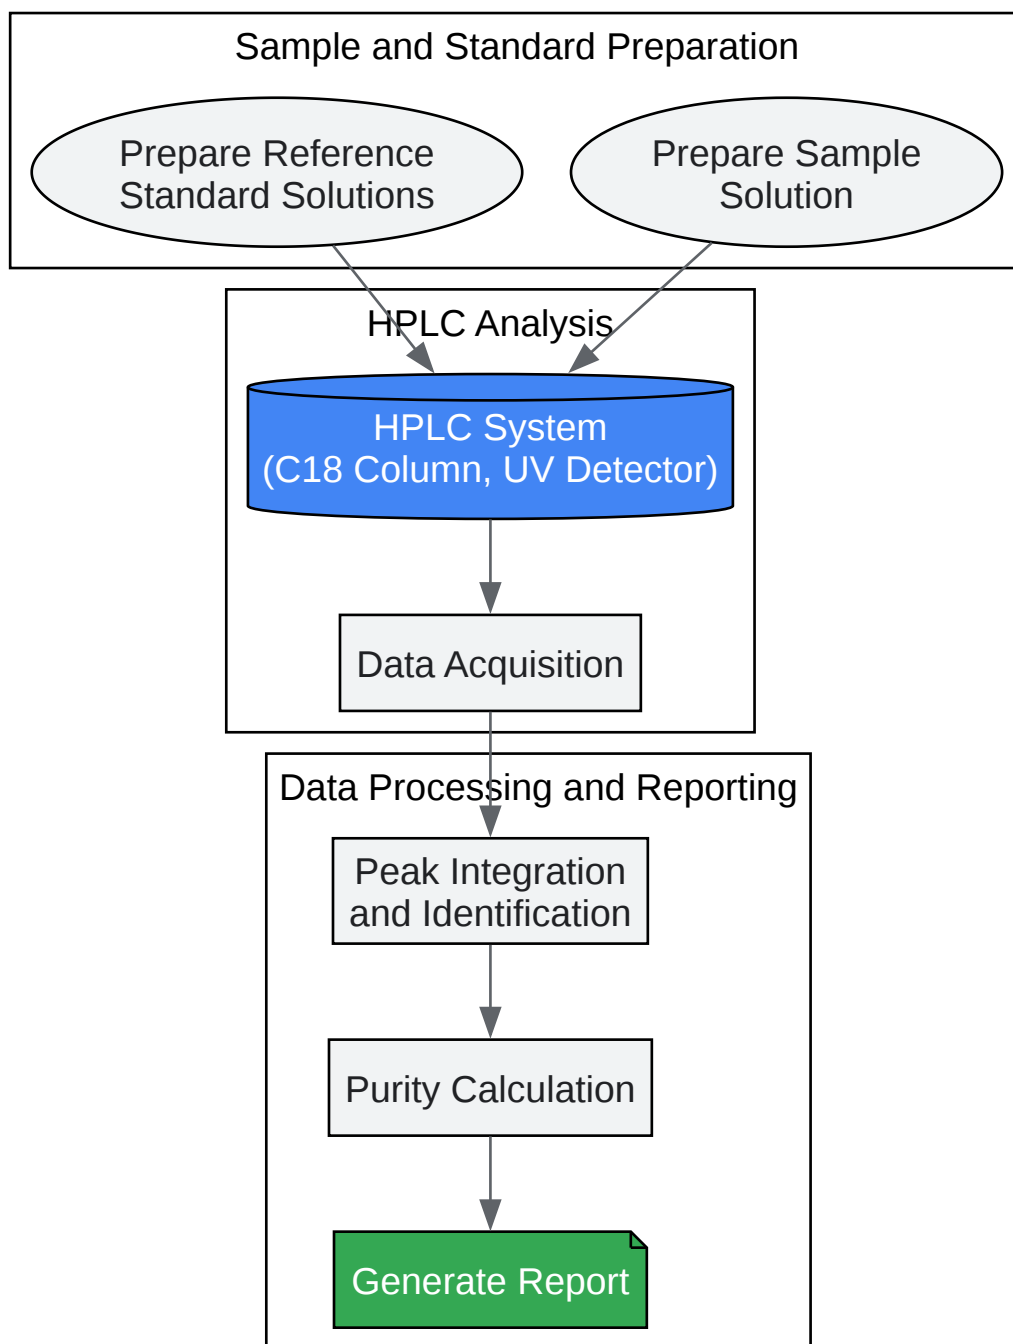 Sample and Standard Preparation
Prepare Reference
Standard Solutions
Prepare Sample
Solution
HPLC Analysis
HPLC System
(C18 Column, UV Detector)
Data Acquisition
Data Processing and Reporting
Peak Integration
and Identification
Purity Calculation
Generate Report